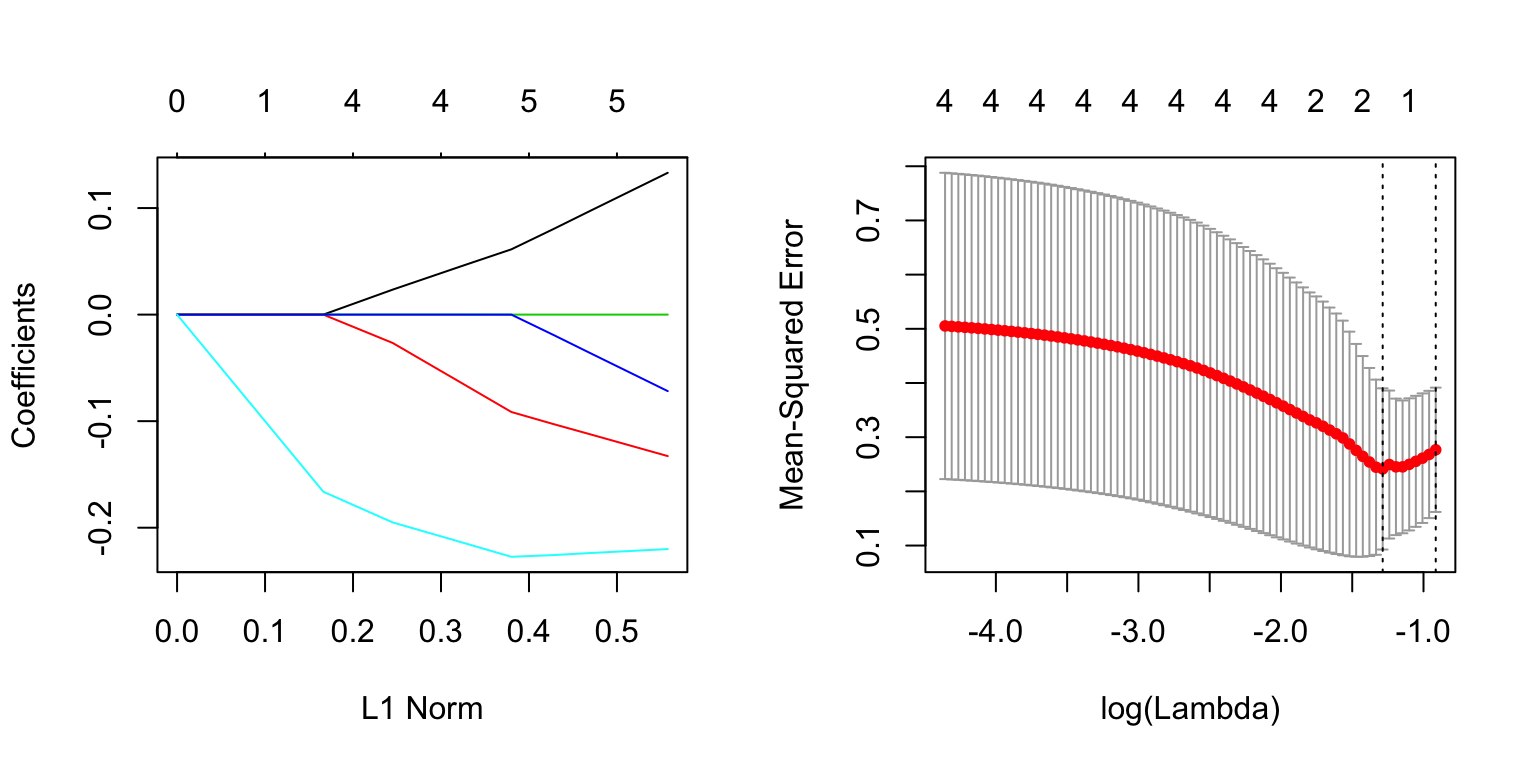 0 1 4 4 5 5
0.1
0.0
-0.1
-0.2
Coefficients
0.0 0.1 0.2 0.3 0.4 0.5
L1 Norm
4 4 4 4 4 4 4 4 2 2 1
0.7
0.5
0.3
0.1
Mean-Squared Error
-4.0 -3.0 -2.0 -1.0
log(Lambda)